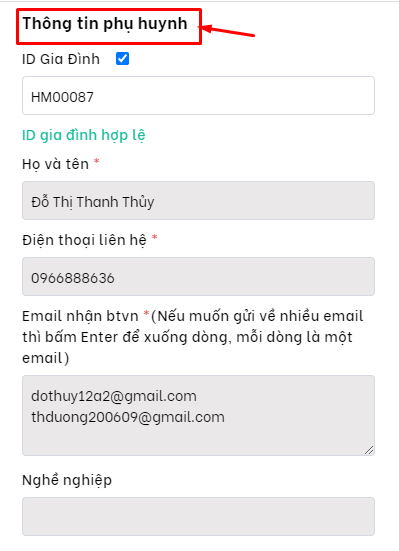 Thông tin phụ huynh
ID Gia Đình
HM00087
ID gia đình hợp lệ
Họ và tên *
Đỗ Thị Thanh Thủy
Điện thoại liên hệ *
0966888636
Email nhận btvn *(Nếu muốn gửi về nhiều email
thì bấm Enter để xuống dòng, mỗi dòng là một
email)
dothuy12a2@gmail.com
thduong200609@gmail.com
Nghề nghiệp